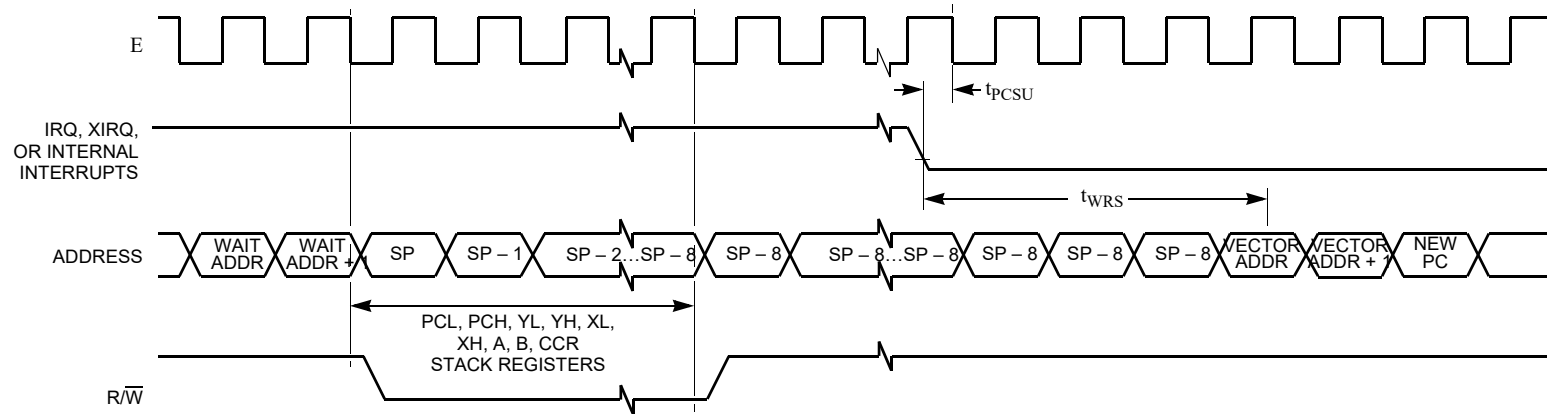 E
t_PCSU
IRQ, XIRQ,
OR INTERNAL
INTERRUPTS
t_WRS
ADDRESS
WAIT
ADDR
WAIT
ADDR + 1
SP
SP – 1
SP – 2…SP – 8
SP – 8
SP – 8…SP – 8
SP – 8
SP – 8
SP – 8
VECTOR
ADDR
VECTOR
ADDR + 1
NEW
PC
PCL, PCH, YL, YH, XL,
XH, A, B, CCR
STACK REGISTERS
R/W̅